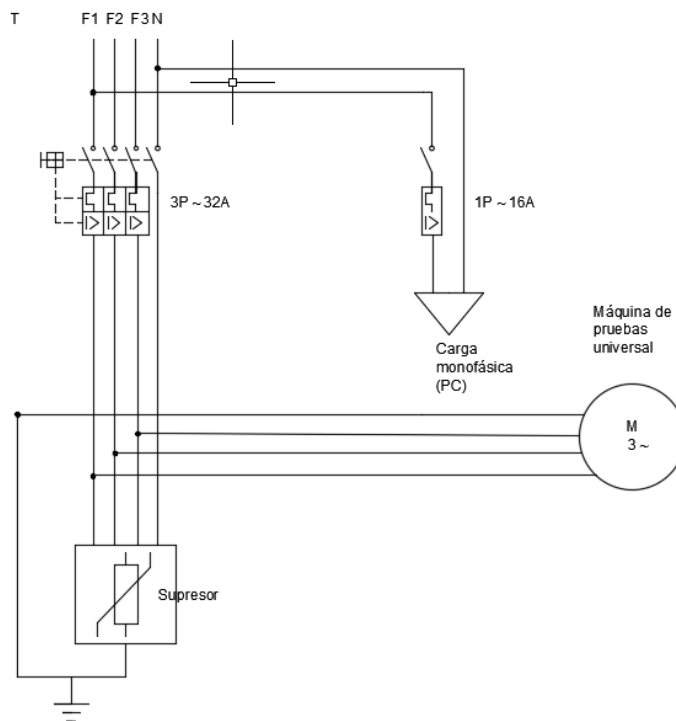 T
F1 F2 F3 N
3P ~ 32A
1P ~ 16A
Máquina de
pruebas
universal
Carga
monofásica
(PC)
M
3 ~
Supresor